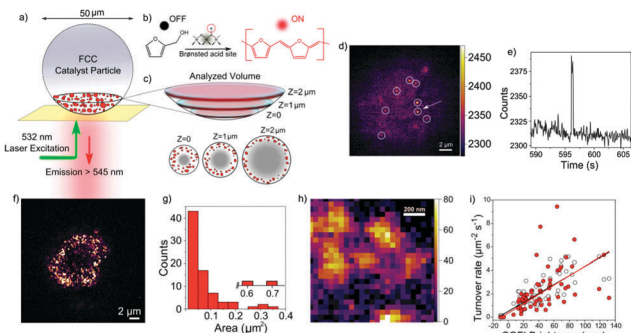 a)
50 μm
FCC
Catalyst Particle
532 nm
Laser Excitation
Emission > 545 nm
b)
OFF
OH
O
Brønsted acid site
ON
O
O
n
c)
Analyzed Volume
Z=2 μm
Z=1 μm
Z=0
Z=0
Z=1μm
Z=2μm
d)
2 μm
2450
2400
2350
2300
e)
Counts
2375
2350
2325
2300
590
595
600
605
Time (s)
f)
2 μm
g)
Counts
40
30
20
10
0
0.6
0.7
0.0
0.1
0.2
0.3
0.4
Area (μm²)
h)
200 nm
80
60
40
20
0
i)
Turnover rate (μm⁻² s⁻¹)
10
8
6
4
2
0
-20
0
20
40
60
80
100
120
140